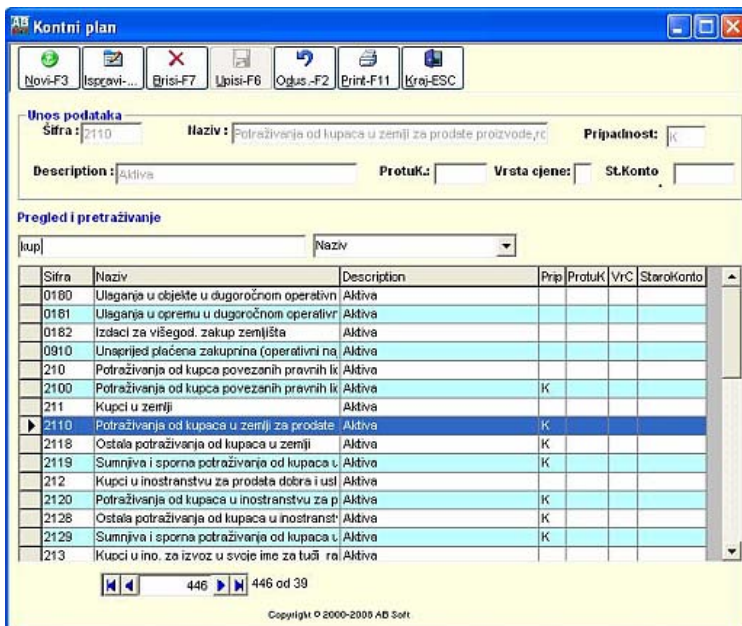 AB Kontni plan
Novi-F3 Ispravi-... Brisi-F7 Upisi-F6 Odus.-F2 Print-F11 Kraj-ESC
Unos podataka
Šifra : 2110 Naziv : Potraživanja od kupaca u zemlji za prodate proizvode,rc Pripadnost: K
Description : Aktiva ProtuK.: Vrsta cjene: St.Konto
Pregled i pretraživanje
kup Naziv
Sifra Naziv Description Prip ProtuK VrC StaroKonto
0180 Ulaganja u objekte u dugoročnom operativn Aktiva
0181 Ulaganja u opremu u dugoročnom operativr Aktiva
0182 Izdaci za višegod. zakup zemljišta Aktiva
0910 Unaprijed plaćena zakupnina (operativni na Aktiva
210 Potraživanja od kupca povezanih pravnih lic Aktiva
2100 Potraživanja od kupca povezanih pravnih lic Aktiva K
211 Kupci u zemlji Aktiva
2110 Potraživanja od kupaca u zemlji za prodate Aktiva K
2118 Ostala potraživanja od kupaca u zemlji Aktiva K
2119 Sumnjiva i sporna potraživanja od kupaca u Aktiva K
212 Kupci u inostranstvu za prodata dobra i usl Aktiva
2120 Potraživanja od kupaca u inostranstvu za p Aktiva K
2128 Ostala potraživanja od kupaca u inostranstv Aktiva K
2129 Sumnjiva i sporna potraživanja od kupaca u Aktiva K
213 Kupci u ino. za izvoz u svoje ime za tuđi ra Aktiva
446 446 od 39
Copyright © 2000-2008 AB Soft